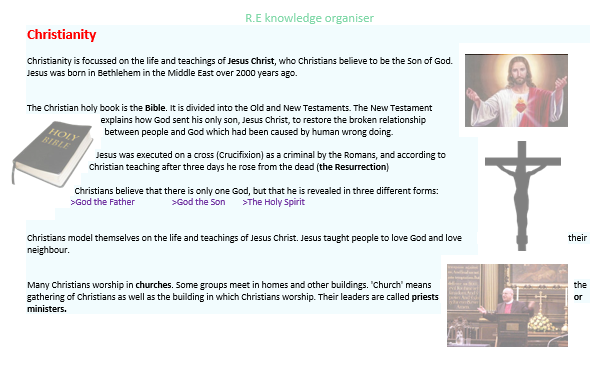 R.E knowledge organiser
Christianity
Christianity is focussed on the life and teachings of Jesus Christ, who Christians believe to be the Son of God.
Jesus was born in Bethlehem in the Middle East over 2000 years ago.
The Christian holy book is the Bible. It is divided into the Old and New Testaments. The New Testament
explains how God sent his only son, Jesus Christ, to restore the broken relationship
between people and God which had been caused by human wrong doing.
HOLY
BIBLE
Jesus was executed on a cross (Crucifixion) as a criminal by the Romans, and according to
Christian teaching after three days he rose from the dead (the Resurrection)
Christians believe that there is only one God, but that he is revealed in three different forms:
>God the Father >God the Son >The Holy Spirit
Christians model themselves on the life and teachings of Jesus Christ. Jesus taught people to love God and love their
neighbour.
Many Christians worship in churches. Some groups meet in homes and other buildings. 'Church' means the
gathering of Christians as well as the building in which Christians worship. Their leaders are called priests or
ministers.